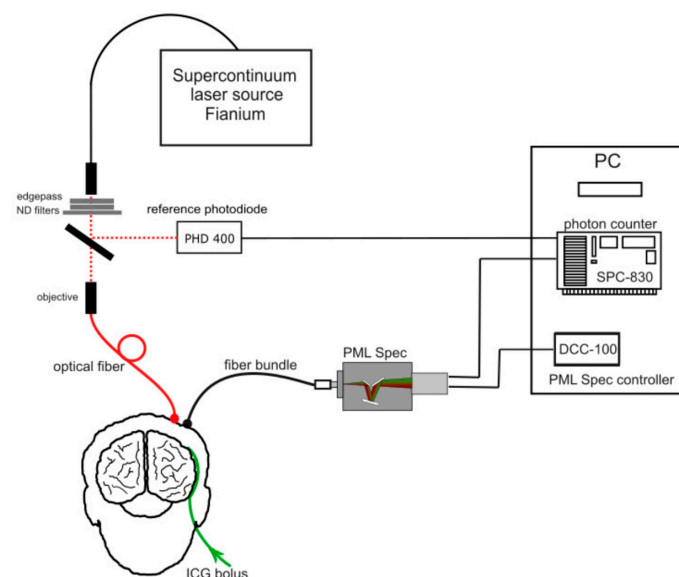 Supercontinuum
laser source
Fianium
edgepass
ND filters
reference photodiode
PHD 400
PC
photon counter
SPC-830
objective
optical fiber
fiber bundle
PML Spec
DCC-100
PML Spec controller
ICG bolus